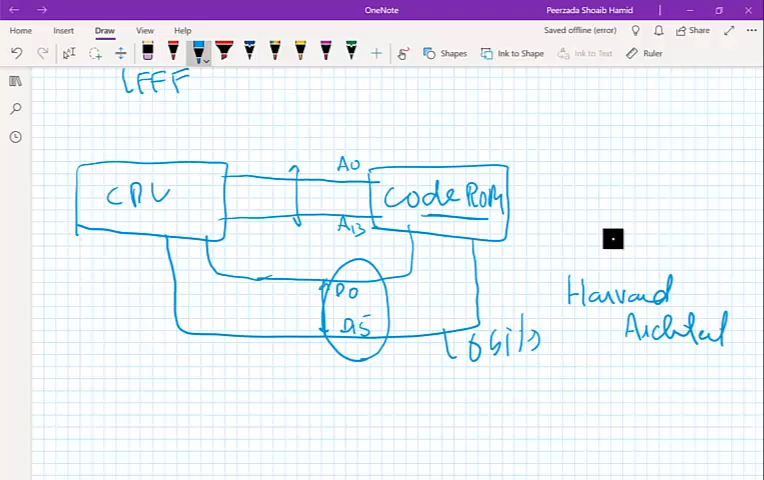 OneNote
Peerzada Shoaib Hamid
Home Insert Draw View Help
Saved offline (error) Share
Shapes Ink to Shape Ink to Text Ruler
1FFF
CPU
A0
Code ROM
A13
D0
D15
16 bits
Harvard